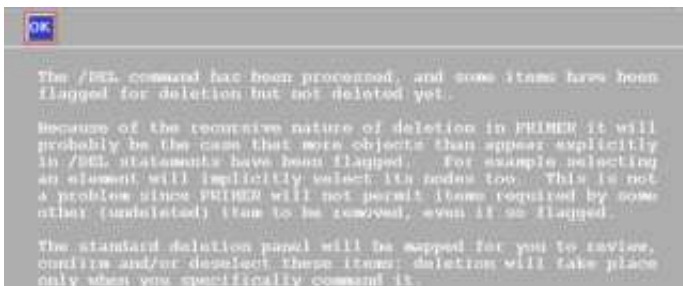 OK
The /DEL command has been processed, and some items have been
flagged for deletion but not deleted yet.
Because of the recursive nature of deletion in PRIMER it will
probably be the case that more objects than appear explicitly
in /DEL statements have been flagged. For example selecting
an element will implicitly select its nodes too. This is not
a problem since PRIMER will not permit items required by some
other (undeleted) item to be removed, even if so flagged.
The standard deletion panel will be mapped for you to review,
confirm and/or deselect these items: deletion will take place
only when you specifically command it.